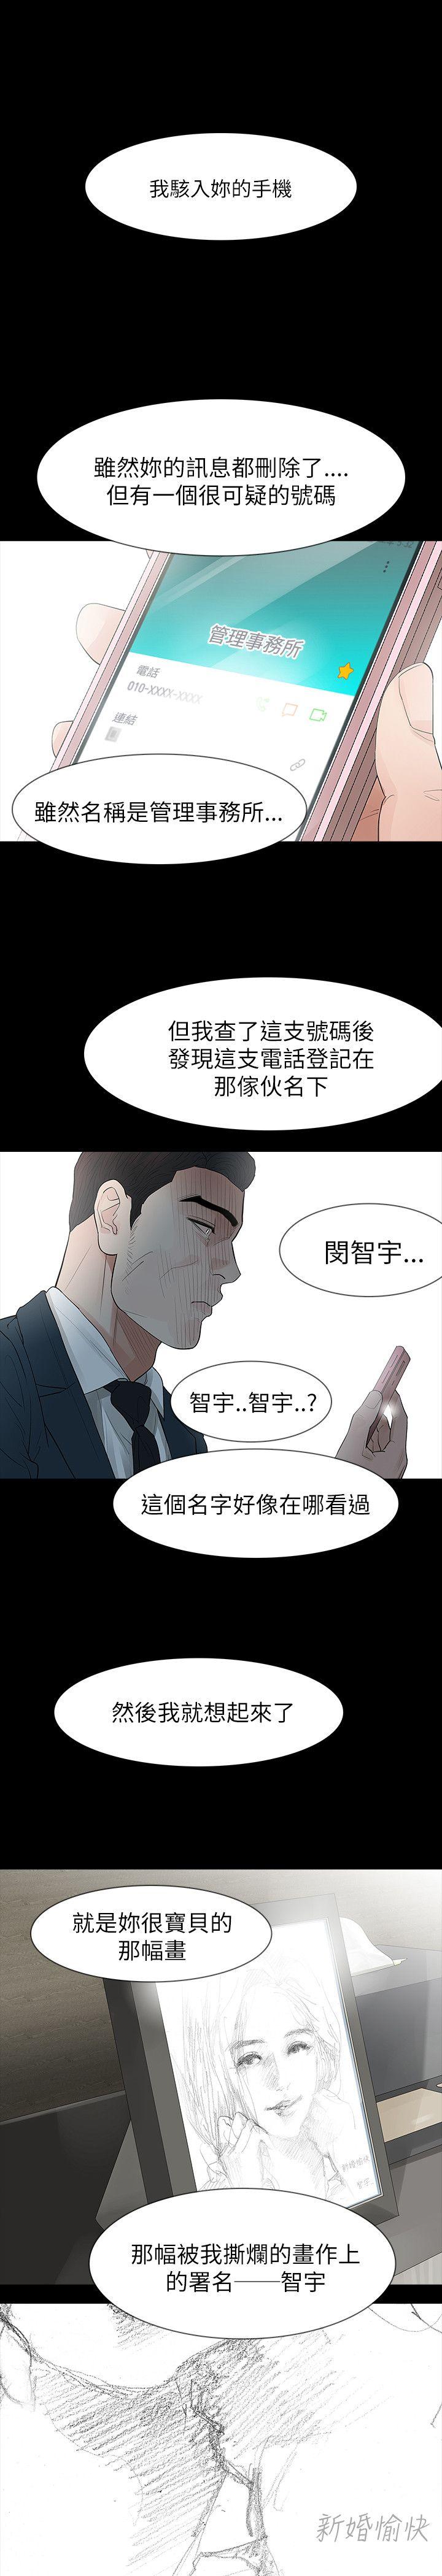 我駭入妳的手機
雖然妳的訊息都刪除了....
但有一個很可疑的號碼
管理事務所
電話
010-XXXX-XXXX
連結
雖然名稱是管理事務所...
但我查了這支號碼後
發現這支電話登記在
那傢伙名下
閔智宇...
智宇..智宇..?
這個名字好像在哪看過
然後我就想起來了
就是妳很寶貝的
那幅畫
新婚愉快
智宇
那幅被我撕爛的畫作上
的署名——智宇
新婚愉快